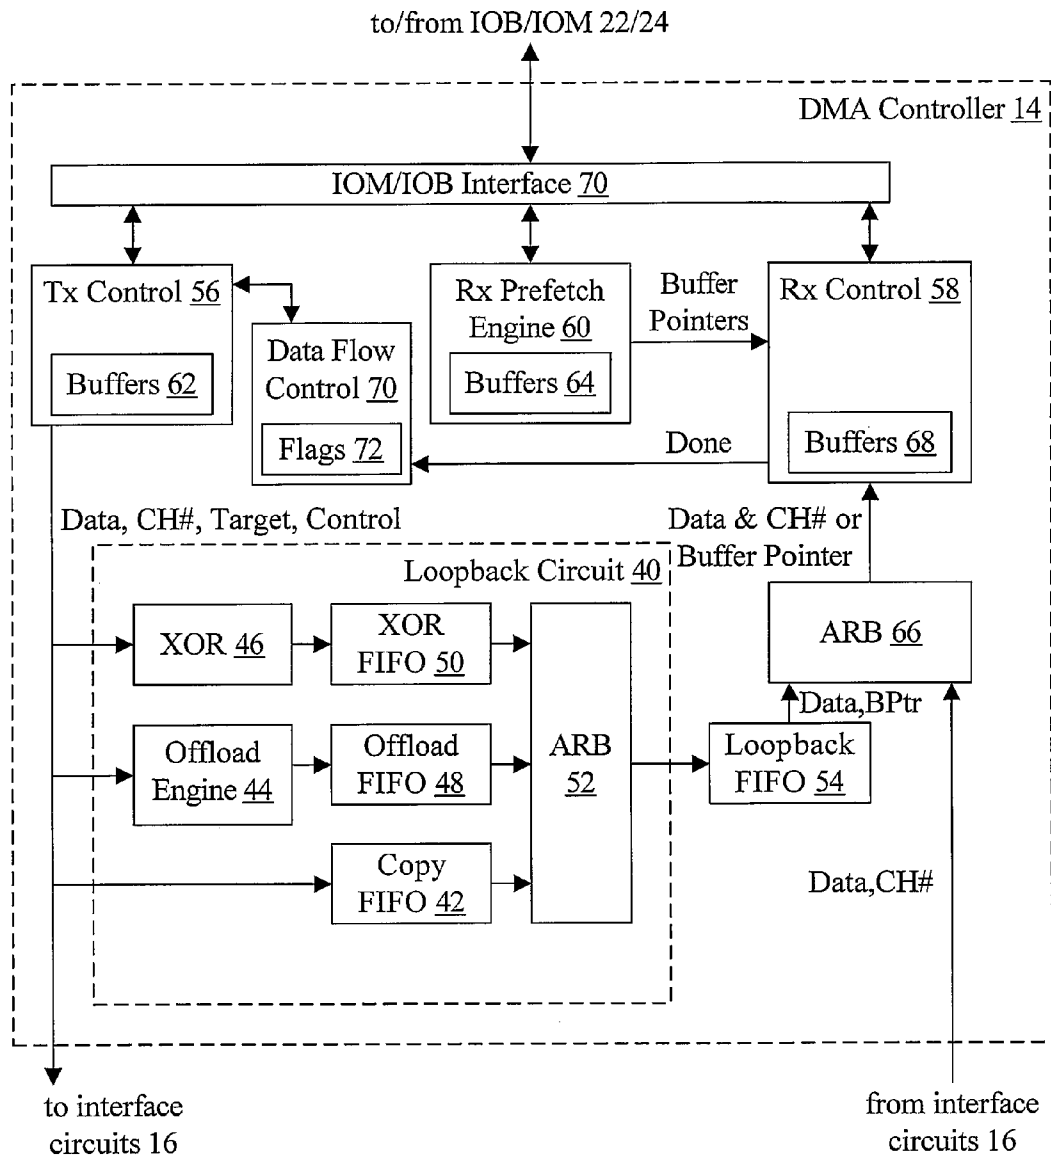 to/from IOB/IOM 22/24
DMA Controller 14
IOM/IOB Interface 70
Tx Control 56
Buffers 62
Data Flow
Control 70
Flags 72
Rx Prefetch
Engine 60
Buffers 64
Buffer
Pointers
Rx Control 58
Buffers 68
Done
Data, CH#, Target, Control
Data & CH# or
Buffer Pointer
Loopback Circuit 40
XOR 46
XOR
FIFO 50
ARB 66
Data,BPtr
Offload
Engine 44
Offload
FIFO 48
ARB
52
Loopback
FIFO 54
Copy
FIFO 42
Data,CH#
to interface
circuits 16
from interface
circuits 16